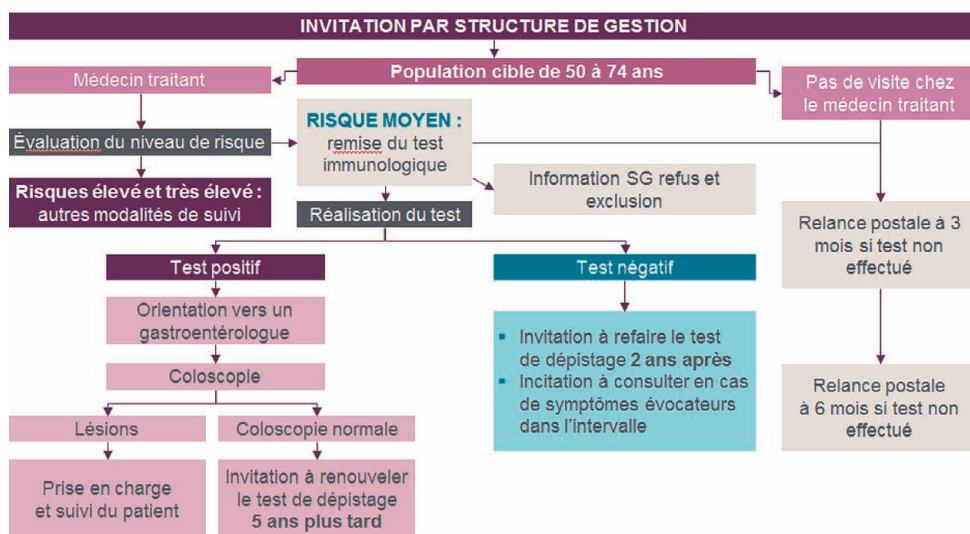 INVITATION PAR STRUCTURE DE GESTION
Population cible de 50 à 74 ans
Médecin traitant
Pas de visite chez
le médecin traitant
Évaluation du niveau de risque
RISQUE MOYEN :
remise du test
immunologique
Risques élevé et très élevé :
autres modalités de suivi
Information SG refus et
exclusion
Réalisation du test
Relance postale à 3
mois si test non
effectué
Test positif
Test négatif
Orientation vers un
gastroentérologue
Invitation à refaire le test
de dépistage 2 ans après
Incitation à consulter en cas
de symptômes évocateurs
dans l'intervalle
Coloscopie
Relance postale
à 6 mois si test non
effectué
Lésions
Coloscopie normale
Prise en charge
et suivi du patient
Invitation à renouveler
le test de dépistage
5 ans plus tard